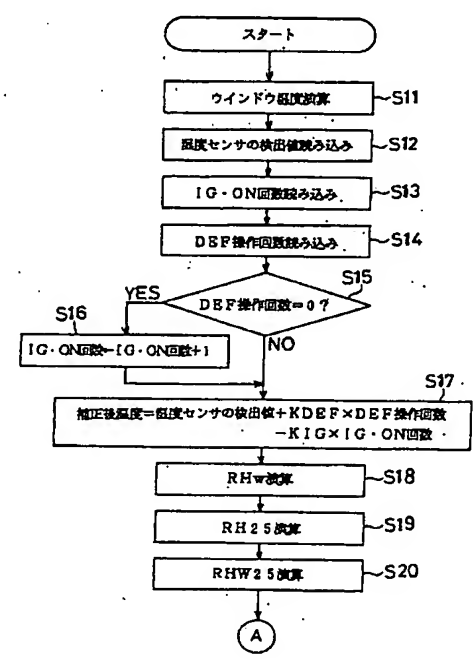 スタート
ウインドウ温度演算 S11
湿度センサの検出値読み込み S12
IG・ON回数読み込み S13
DEF操作回数読み込み S14
DEF操作回数=0? S15
YES
NO
S16
IG・ON回数←IG・ON回数+1
S17
補正後湿度=湿度センサの検出値+KDEF×DEF操作回数
−KIG×IG・ON回数
RHw演算 S18
RH25演算 S19
RHW25演算 S20
A